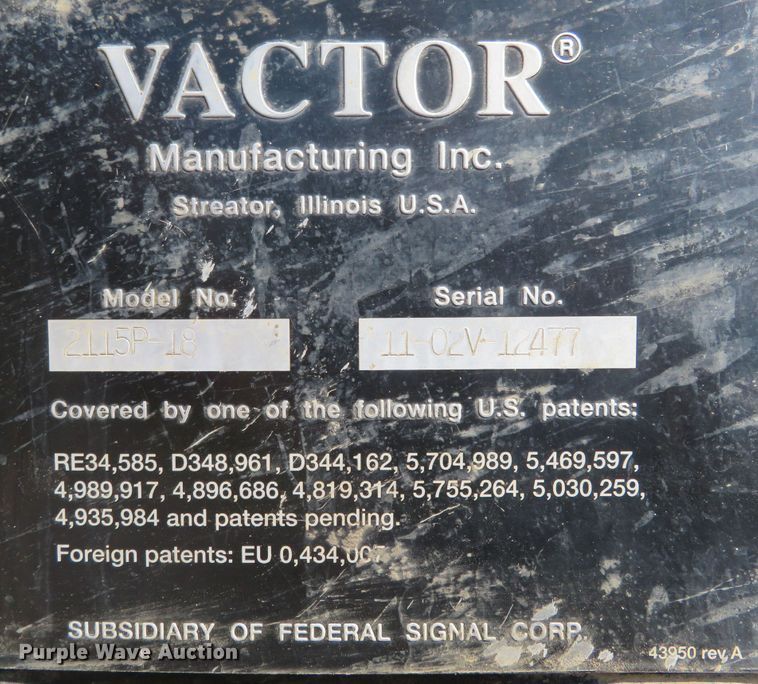 VACTOR®
Manufacturing Inc.
Streator, Illinois U.S.A.
Model No. Serial No.
2115P-18 11-02V-12477
Covered by one of the following U.S. patents:
RE34,585, D348,961, D344,162, 5,704,989, 5,469,597,
4,989,917, 4,896,686, 4,819,314, 5,755,264, 5,030,259,
4,935,984 and patents pending.
Foreign patents: EU 0,434,007
SUBSIDIARY OF FEDERAL SIGNAL CORP.
43950 rev. A
Purple Wave Auction